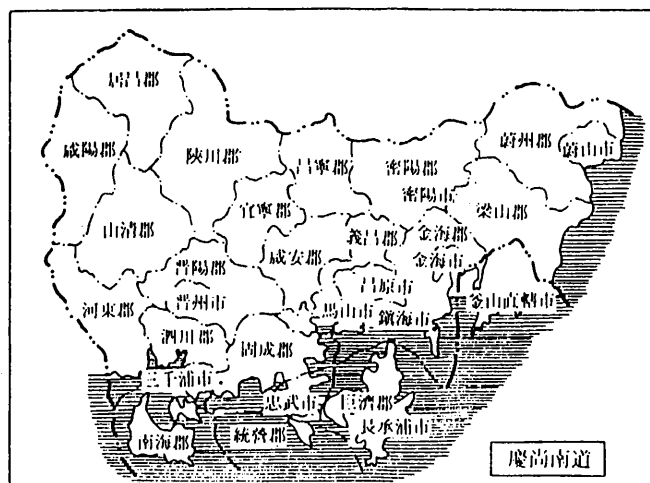 居昌郡
咸陽郡
陜川郡
昌寧郡
密陽郡
蔚州郡
蔚山市
密陽市
梁山郡
山清郡
宜寧郡
咸安郡
義昌郡
金海郡
金海市
晋陽郡
晋州市
昌原市
河東郡
馬山市
鎮海市
釜山直轄市
泗川郡
固成郡
三千浦市
忠武市
巨濟郡
長承浦市
南海郡
統營郡
慶尚南道